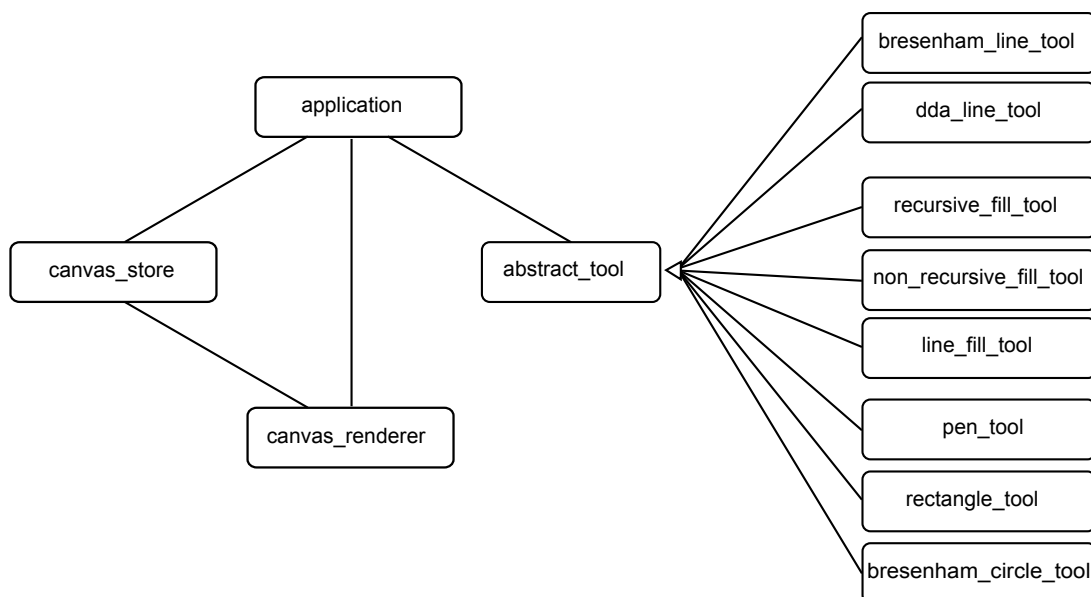 application
canvas_store
abstract_tool
canvas_renderer
bresenham_line_tool
dda_line_tool
recursive_fill_tool
non_recursive_fill_tool
line_fill_tool
pen_tool
rectangle_tool
bresenham_circle_tool